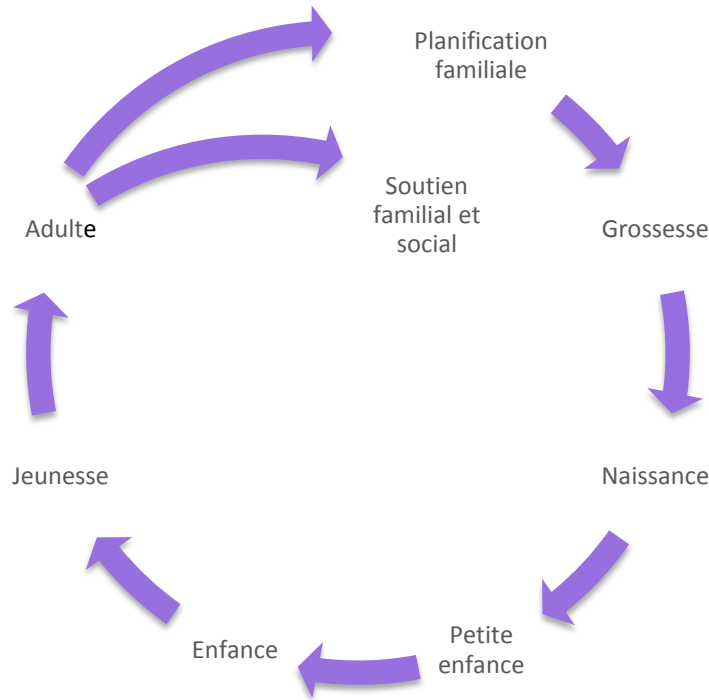 Planification
familiale
Soutien
familial et
social
Grossesse
Naissance
Petite
enfance
Enfance
Jeunesse
Adulte